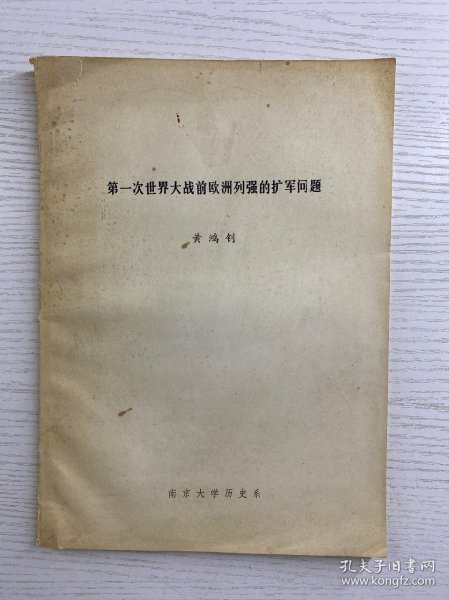 第一次世界大战前欧洲列强的扩军问题
黄鸿钊
南京大学历史系
孔夫子旧书网
www.kongfz.com